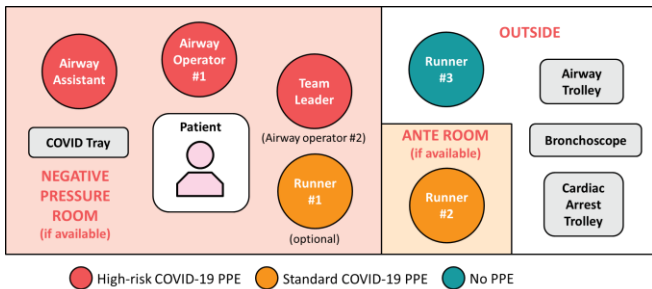 Airway
Assistant
Airway
Operator
#1
Team
Leader
(Airway operator #2)
COVID Tray
Patient
NEGATIVE
PRESSURE
ROOM
(if available)
Runner
#1
(optional)
OUTSIDE
Runner
#3
ANTE ROOM
(if available)
Runner
#2
Airway
Trolley
Bronchoscope
Cardiac
Arrest
Trolley
High-risk COVID-19 PPE
Standard COVID-19 PPE
No PPE